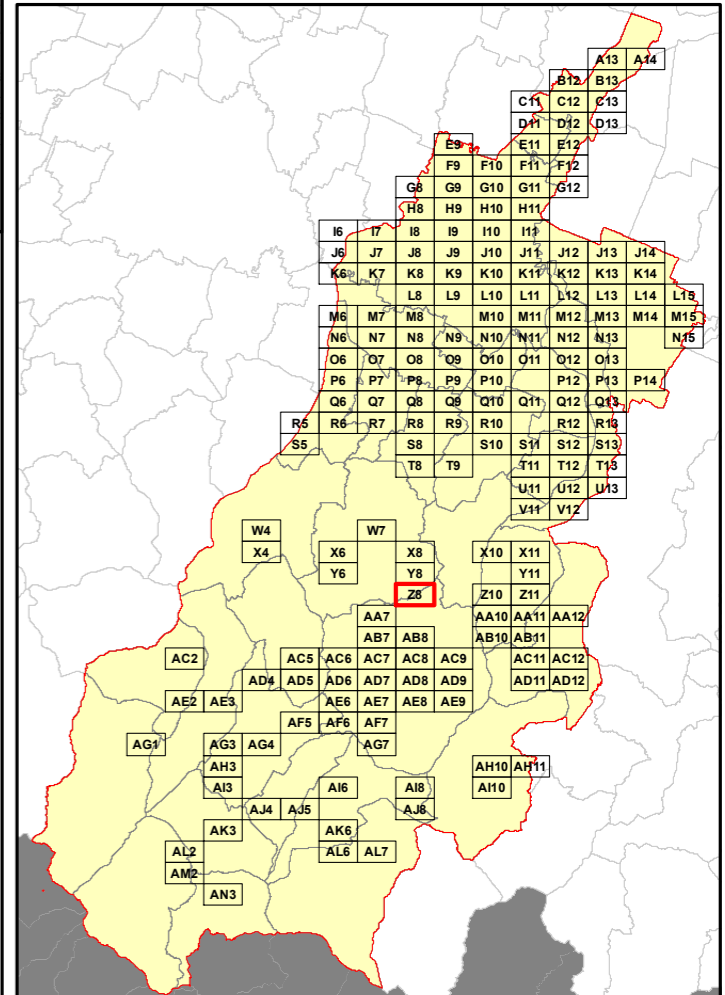 A13 A14
B12 B13
C11 C12 C13
D11 D12 D13
E9 E11 E12
F9 F10 F11 F12
G8 G9 G10 G11 G12
H8 H9 H10 H11
I6 I7 I8 I9 I10 I11
J6 J7 J8 J9 J10 J11 J12 J13 J14
K6 K7 K8 K9 K10 K11 K12 K13 K14
L8 L9 L10 L11 L12 L13 L14 L15
M6 M7 M8 M10 M11 M12 M13 M14 M15
N6 N7 N8 N9 N10 N11 N12 N13 N15
O6 O7 O8 O9 O10 O11 O12 O13
P6 P7 P8 P9 P10 P12 P13 P14
Q6 Q7 Q8 Q9 Q10 Q11 Q12 Q13
R5 R6 R7 R8 R9 R10 R12 R13
S5 S8 S10 S11 S12 S13
T8 T9 T11 T12 T13
U11 U12 U13
V11 V12
W4 W7
X4 X6 X8 X10 X11
Y6 Y8 Y11
Z8 Z10 Z11
AA7 AA10 AA11 AA12
AB7 AB8 AB10 AB11
AC2 AC5 AC6 AC7 AC8 AC9 AC11 AC12
AD4 AD5 AD6 AD7 AD8 AD9 AD11 AD12
AE2 AE3 AE6 AE7 AE8 AE9
AF5 AF6 AF7
AG1 AG3 AG4 AG7
AH3 AH10 AH11
AI3 AI6 AI8 AI10
AJ4 AJ5 AJ8
AK3 AK6
AL2 AL6 AL7
AM2
AN3